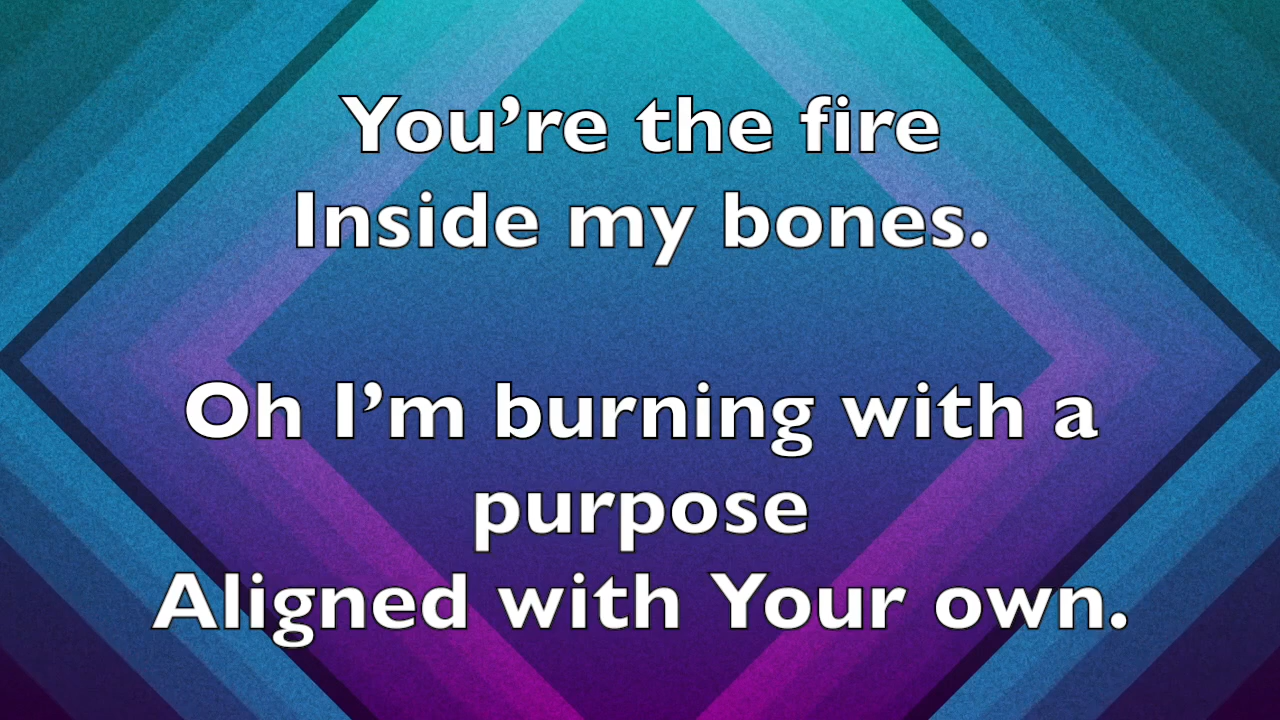 You’re the fire
Inside my bones.
Oh I’m burning with a
purpose
Aligned with Your own.